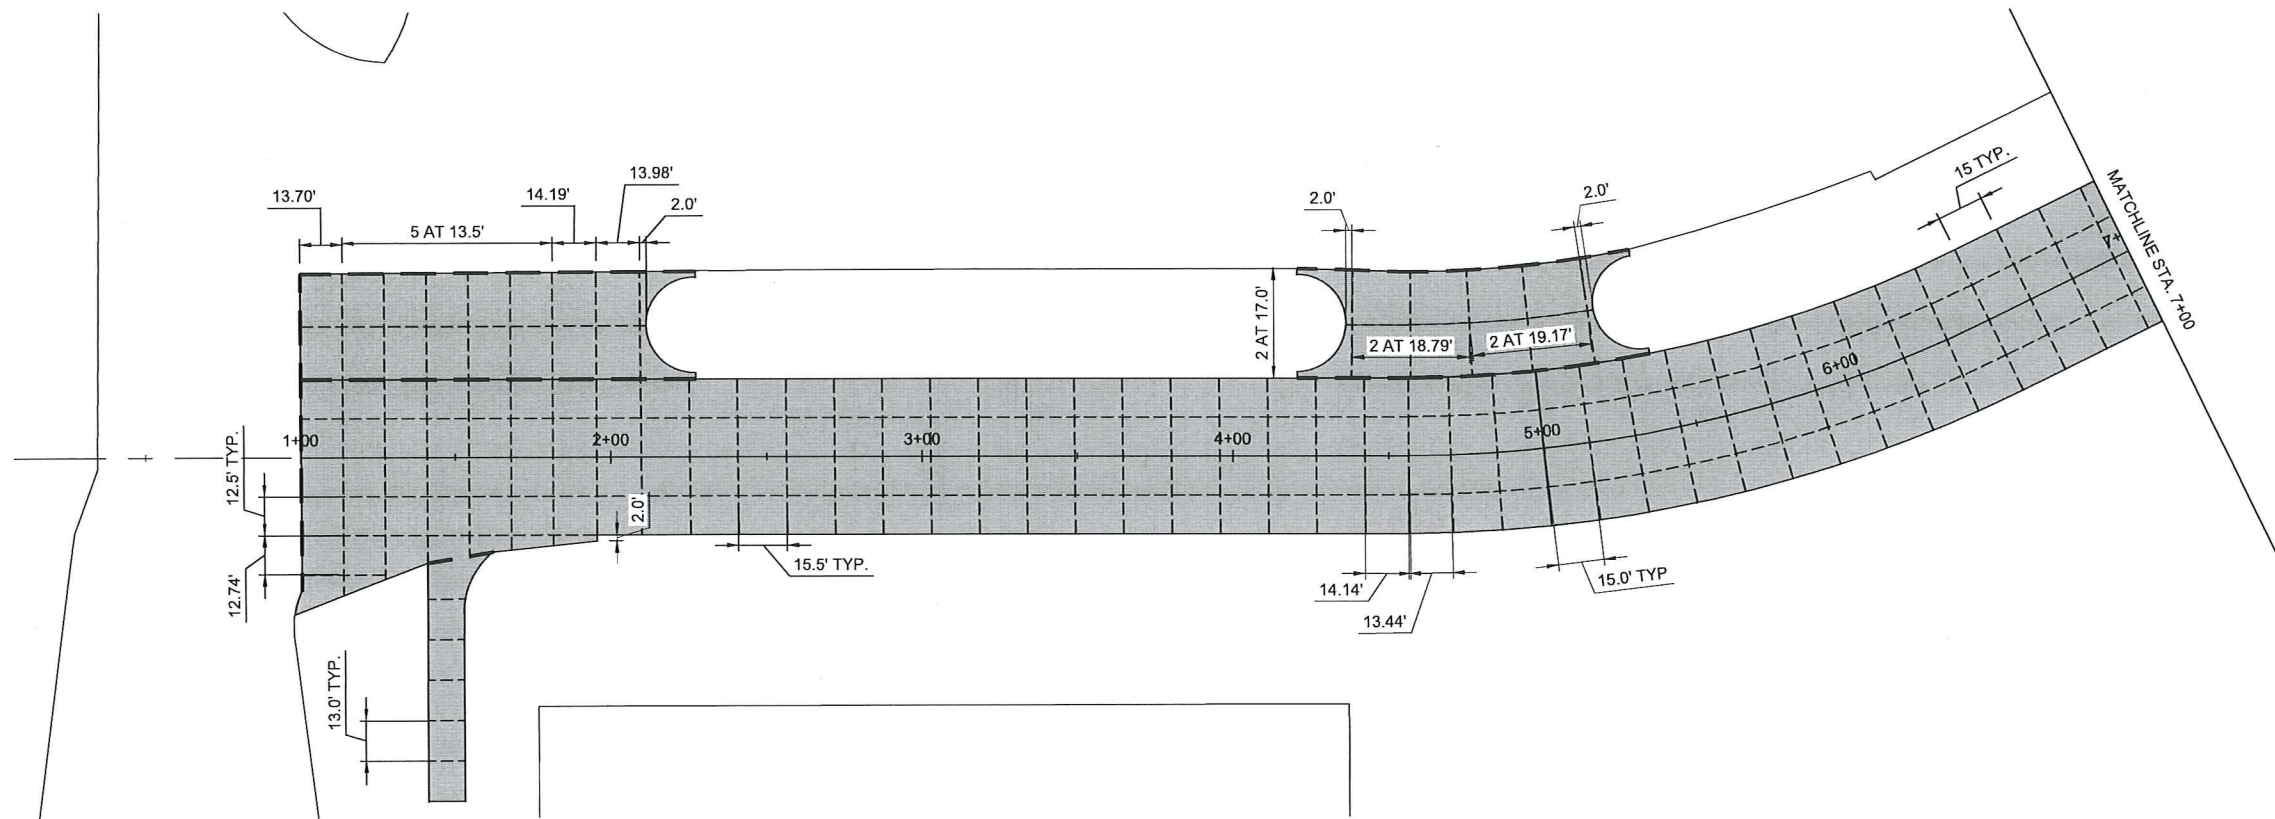 13.70'
5 AT 13.5'
14.19'
13.98'
2.0'
2.0'
2.0'
15 TYP.
MATCHLINE STA. 7+00
2 AT 17.0'
2 AT 18.79'
2 AT 19.17'
1+00
2+00
3+00
4+00
5+00
6+00
12.5' TYP.
12.74'
2.0'
15.5' TYP.
14.14'
13.44'
15.0' TYP
13.0' TYP.